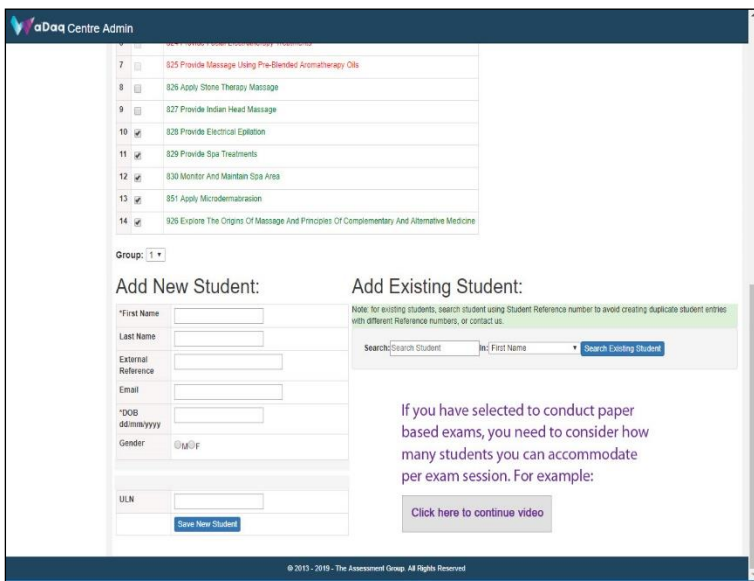 VaDaq Centre Admin
824 Provide Facial Electrotherapy Treatments
7 825 Provide Massage Using Pre-Blended Aromatherapy Oils
8 826 Apply Stone Therapy Massage
9 827 Provide Indian Head Massage
10 828 Provide Electrical Epilation
11 829 Provide Spa Treatments
12 830 Monitor And Maintain Spa Area
13 851 Apply Microdermabrasion
14 926 Explore The Origins Of Massage And Principles Of Complementary And Alternative Medicine
Group: 1
Add New Student:
*First Name
Last Name
External
Reference
Email
*DOB
dd/mm/yyyy
Gender M F
ULN
Save New Student
Add Existing Student:
Note: for existing students, search student using Student Reference number to avoid creating duplicate student entries
with different Reference numbers, or contact us.
Search: Search Student In: First Name Search Existing Student
If you have selected to conduct paper
based exams, you need to consider how
many students you can accommodate
per exam session. For example:
Click here to continue video
© 2013 - 2019 - The Assessment Group. All Rights Reserved